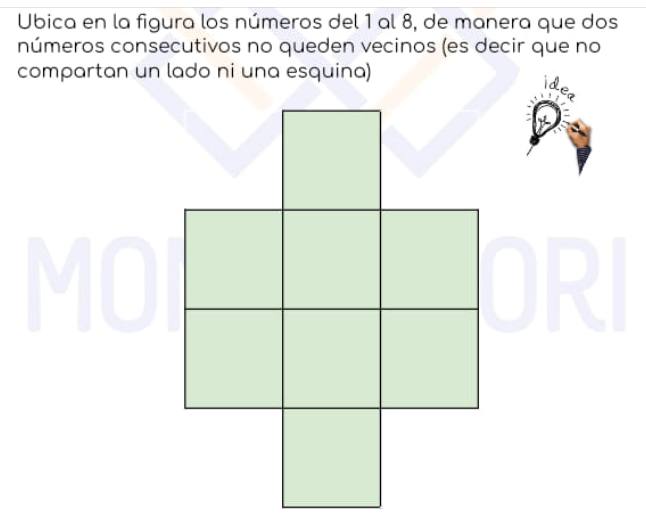 Ubica en la figura los números del 1 al 8, de manera que dos
números consecutivos no queden vecinos (es decir que no
compartan un lado ni una esquina)
idea
MON ORI